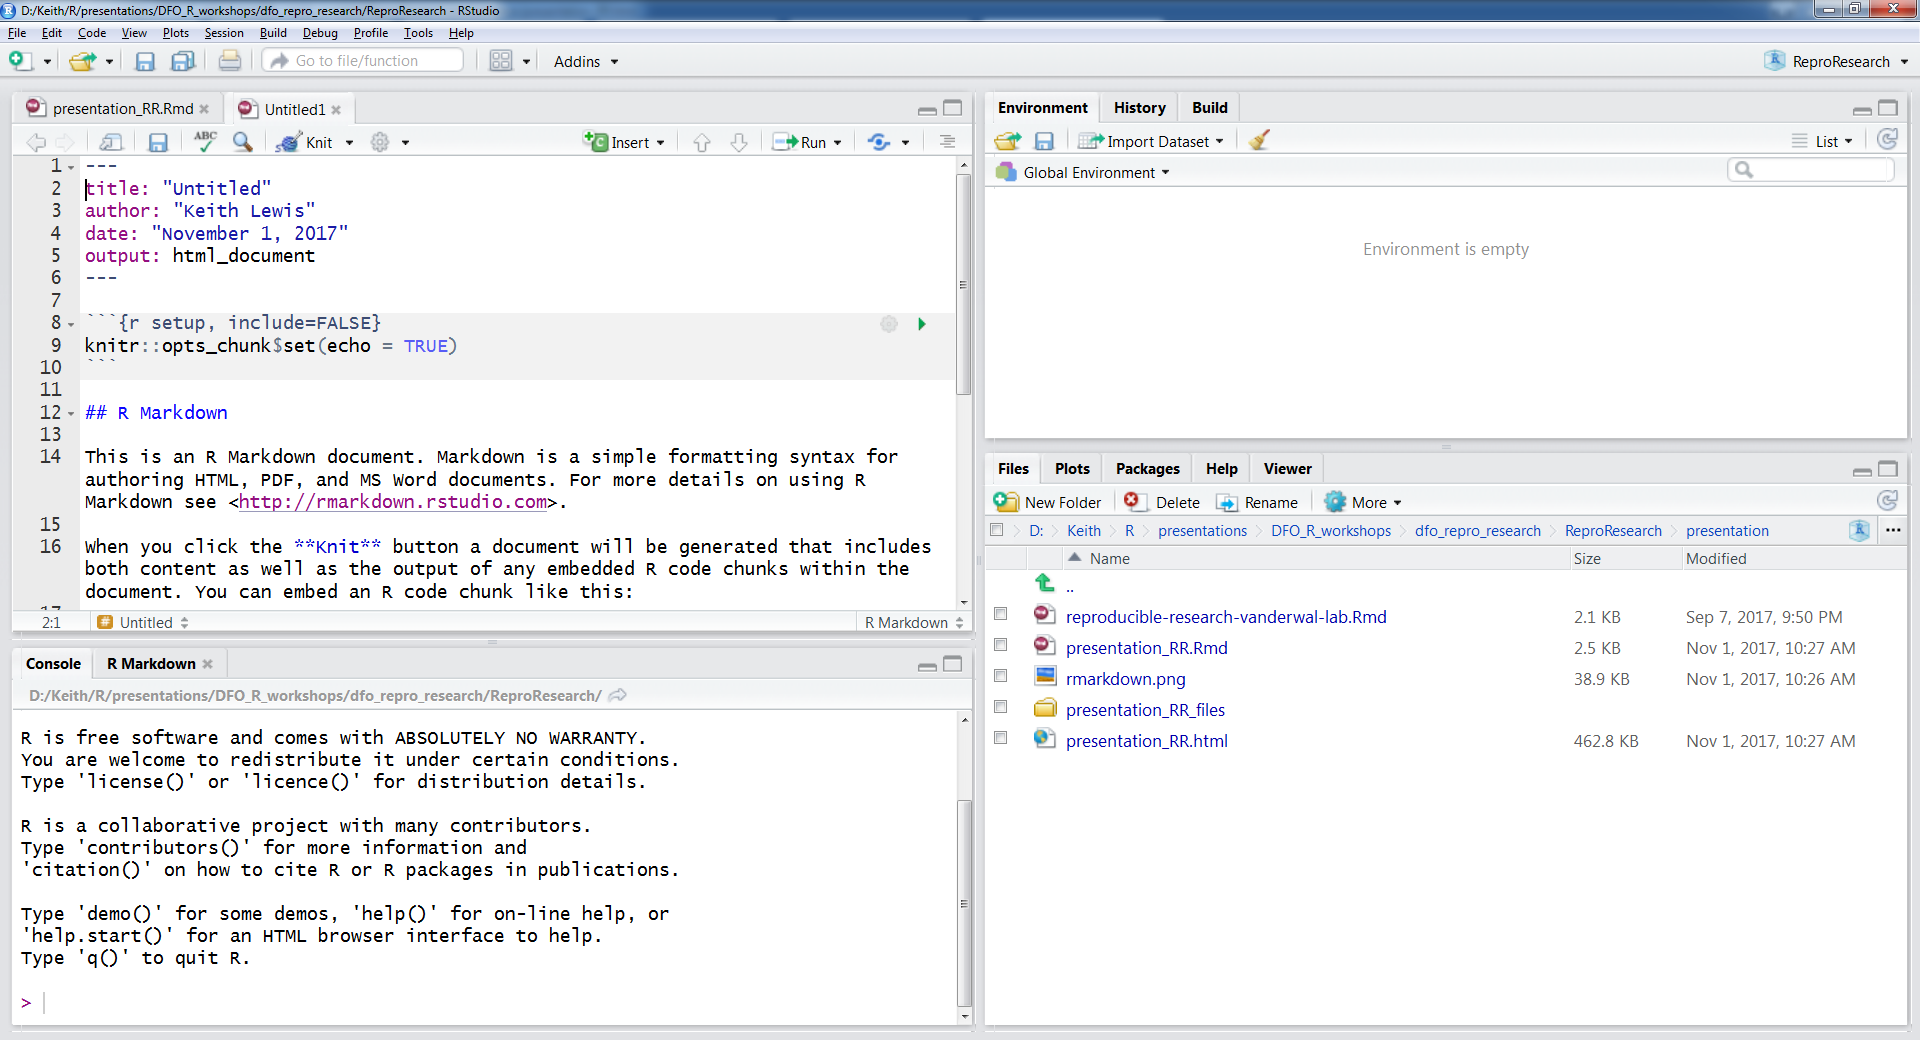 D:/Keith/R/presentations/DFO_R_workshops/dfo_repro_research/ReproResearch - RStudio
File Edit Code View Plots Session Build Debug Profile Tools Help
Go to file/function Addins ReproResearch
presentation_RR.Rmd Untitled1
ABC Knit Insert Run
1 ---
2 title: "Untitled"
3 author: "Keith Lewis"
4 date: "November 1, 2017"
5 output: html_document
6 ---
7
8 ```{r setup, include=FALSE}
9 knitr::opts_chunk$set(echo = TRUE)
10 ```
11
12 ## R Markdown
13
14 This is an R Markdown document. Markdown is a simple formatting syntax for
authoring HTML, PDF, and MS Word documents. For more details on using R
Markdown see <http://rmarkdown.rstudio.com>.
15
16 When you click the **Knit** button a document will be generated that includes
both content as well as the output of any embedded R code chunks within the
document. You can embed an R code chunk like this:
17
2:1 Untitled R Markdown
Console R Markdown
D:/Keith/R/presentations/DFO_R_workshops/dfo_repro_research/ReproResearch/
R is free software and comes with ABSOLUTELY NO WARRANTY.
You are welcome to redistribute it under certain conditions.
Type 'license()' or 'licence()' for distribution details.
R is a collaborative project with many contributors.
Type 'contributors()' for more information and
'citation()' on how to cite R or R packages in publications.
Type 'demo()' for some demos, 'help()' for on-line help, or
'help.start()' for an HTML browser interface to help.
Type 'q()' to quit R.
>
Environment History Build
Import Dataset List
Global Environment
Environment is empty
Files Plots Packages Help Viewer
New Folder Delete Rename More
D: Keith R presentations DFO_R_workshops dfo_repro_research ReproResearch presentation ...
Name Size Modified
..
reproducible-research-vanderwal-lab.Rmd 2.1 KB Sep 7, 2017, 9:50 PM
presentation_RR.Rmd 2.5 KB Nov 1, 2017, 10:27 AM
rmarkdown.png 38.9 KB Nov 1, 2017, 10:26 AM
presentation_RR_files
presentation_RR.html 462.8 KB Nov 1, 2017, 10:27 AM